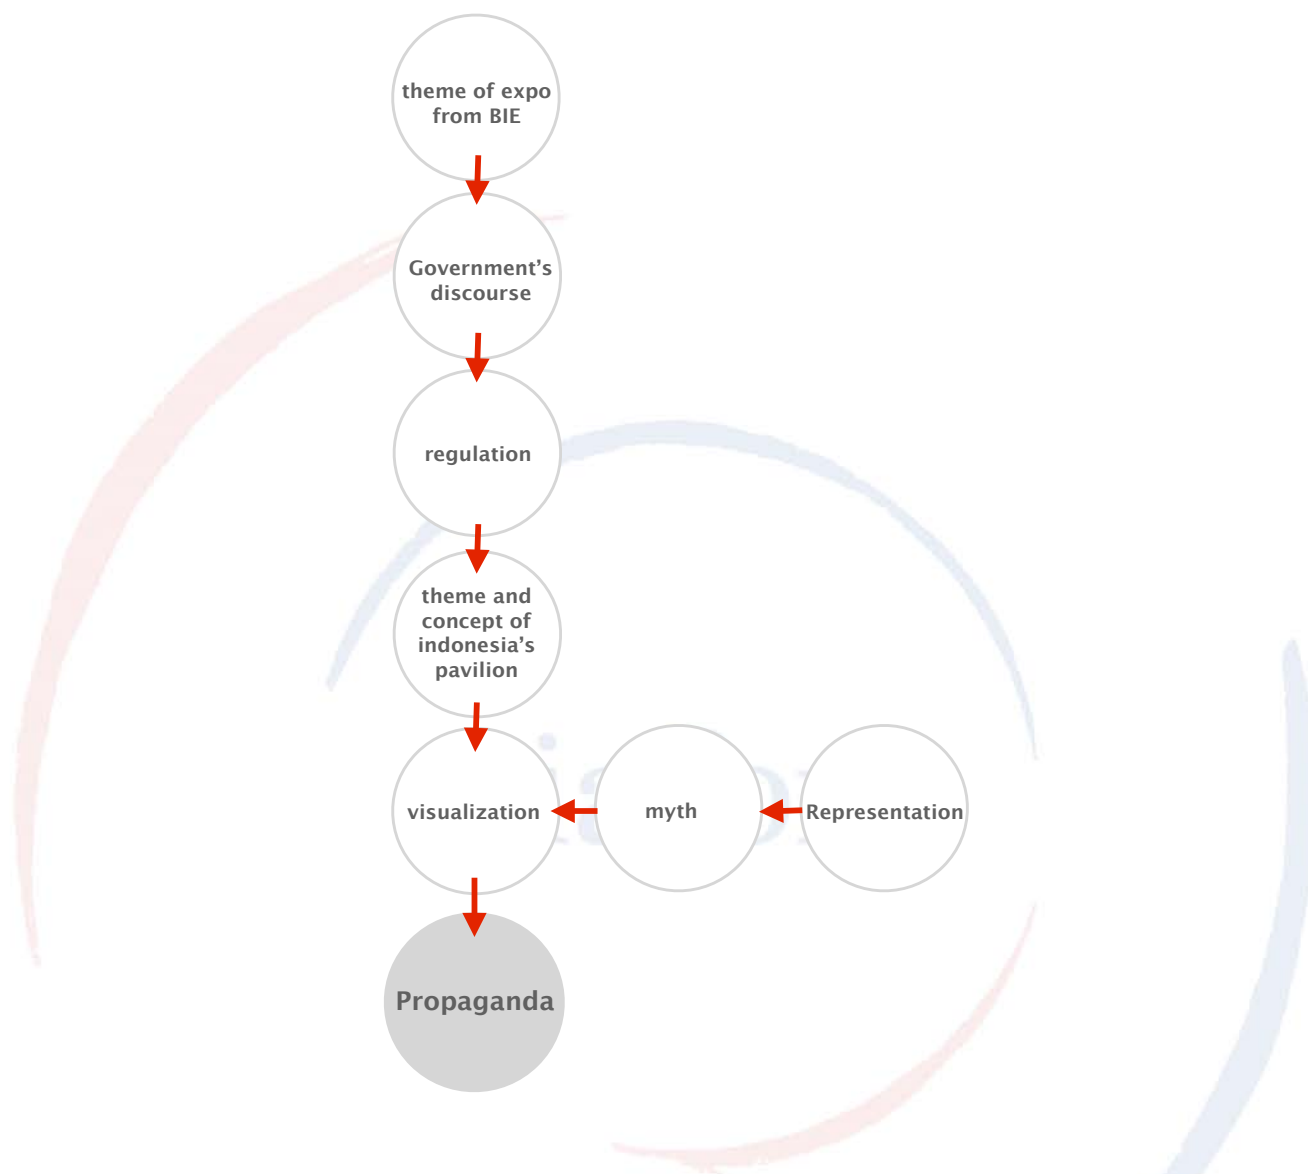 theme of expo
from BIE
Government's
discourse
regulation
theme and
concept of
indonesia's
pavilion
visualization
myth
Representation
Propaganda